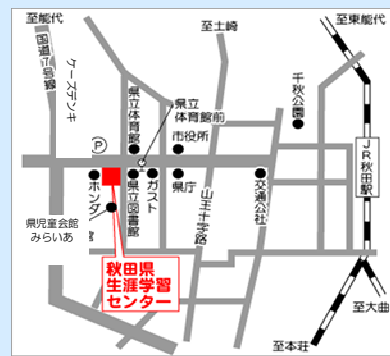 至能代
至土崎
至東能代
国道7号線
ケーズデンキ
県立体育館
県立
体育館前
市役所
千秋公園
P
JR秋田駅
ホンダ
県立図書館
ガスト
県庁
山王十字路
交通公社
県児童会館
みらいあ
館
秋田県
生涯学習
センター
至大曲
至本荘